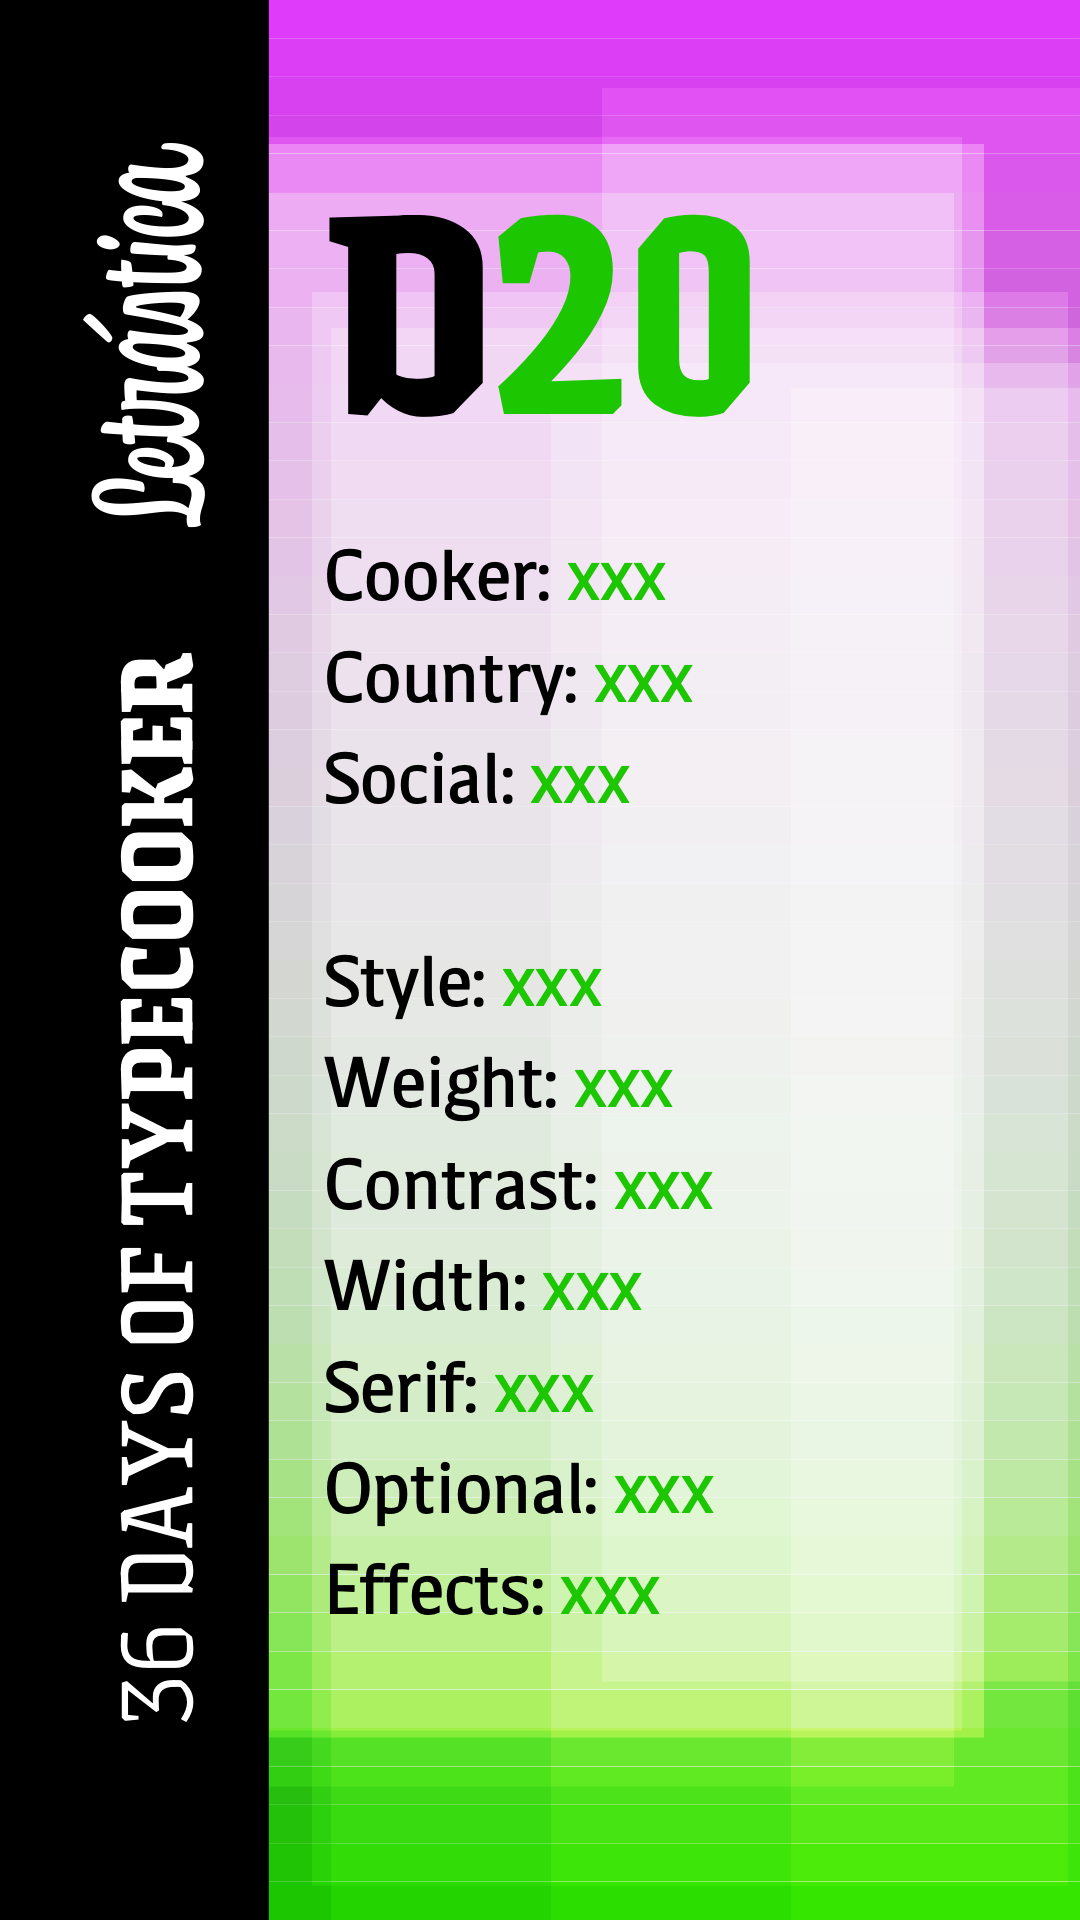 Letrástica
36 DAYS OF TYPECOOKER
D20
Cooker: xxx
Country: xxx
Social: xxx
Style: xxx
Weight: xxx
Contrast: xxx
Width: xxx
Serif: xxx
Optional: xxx
Effects: xxx